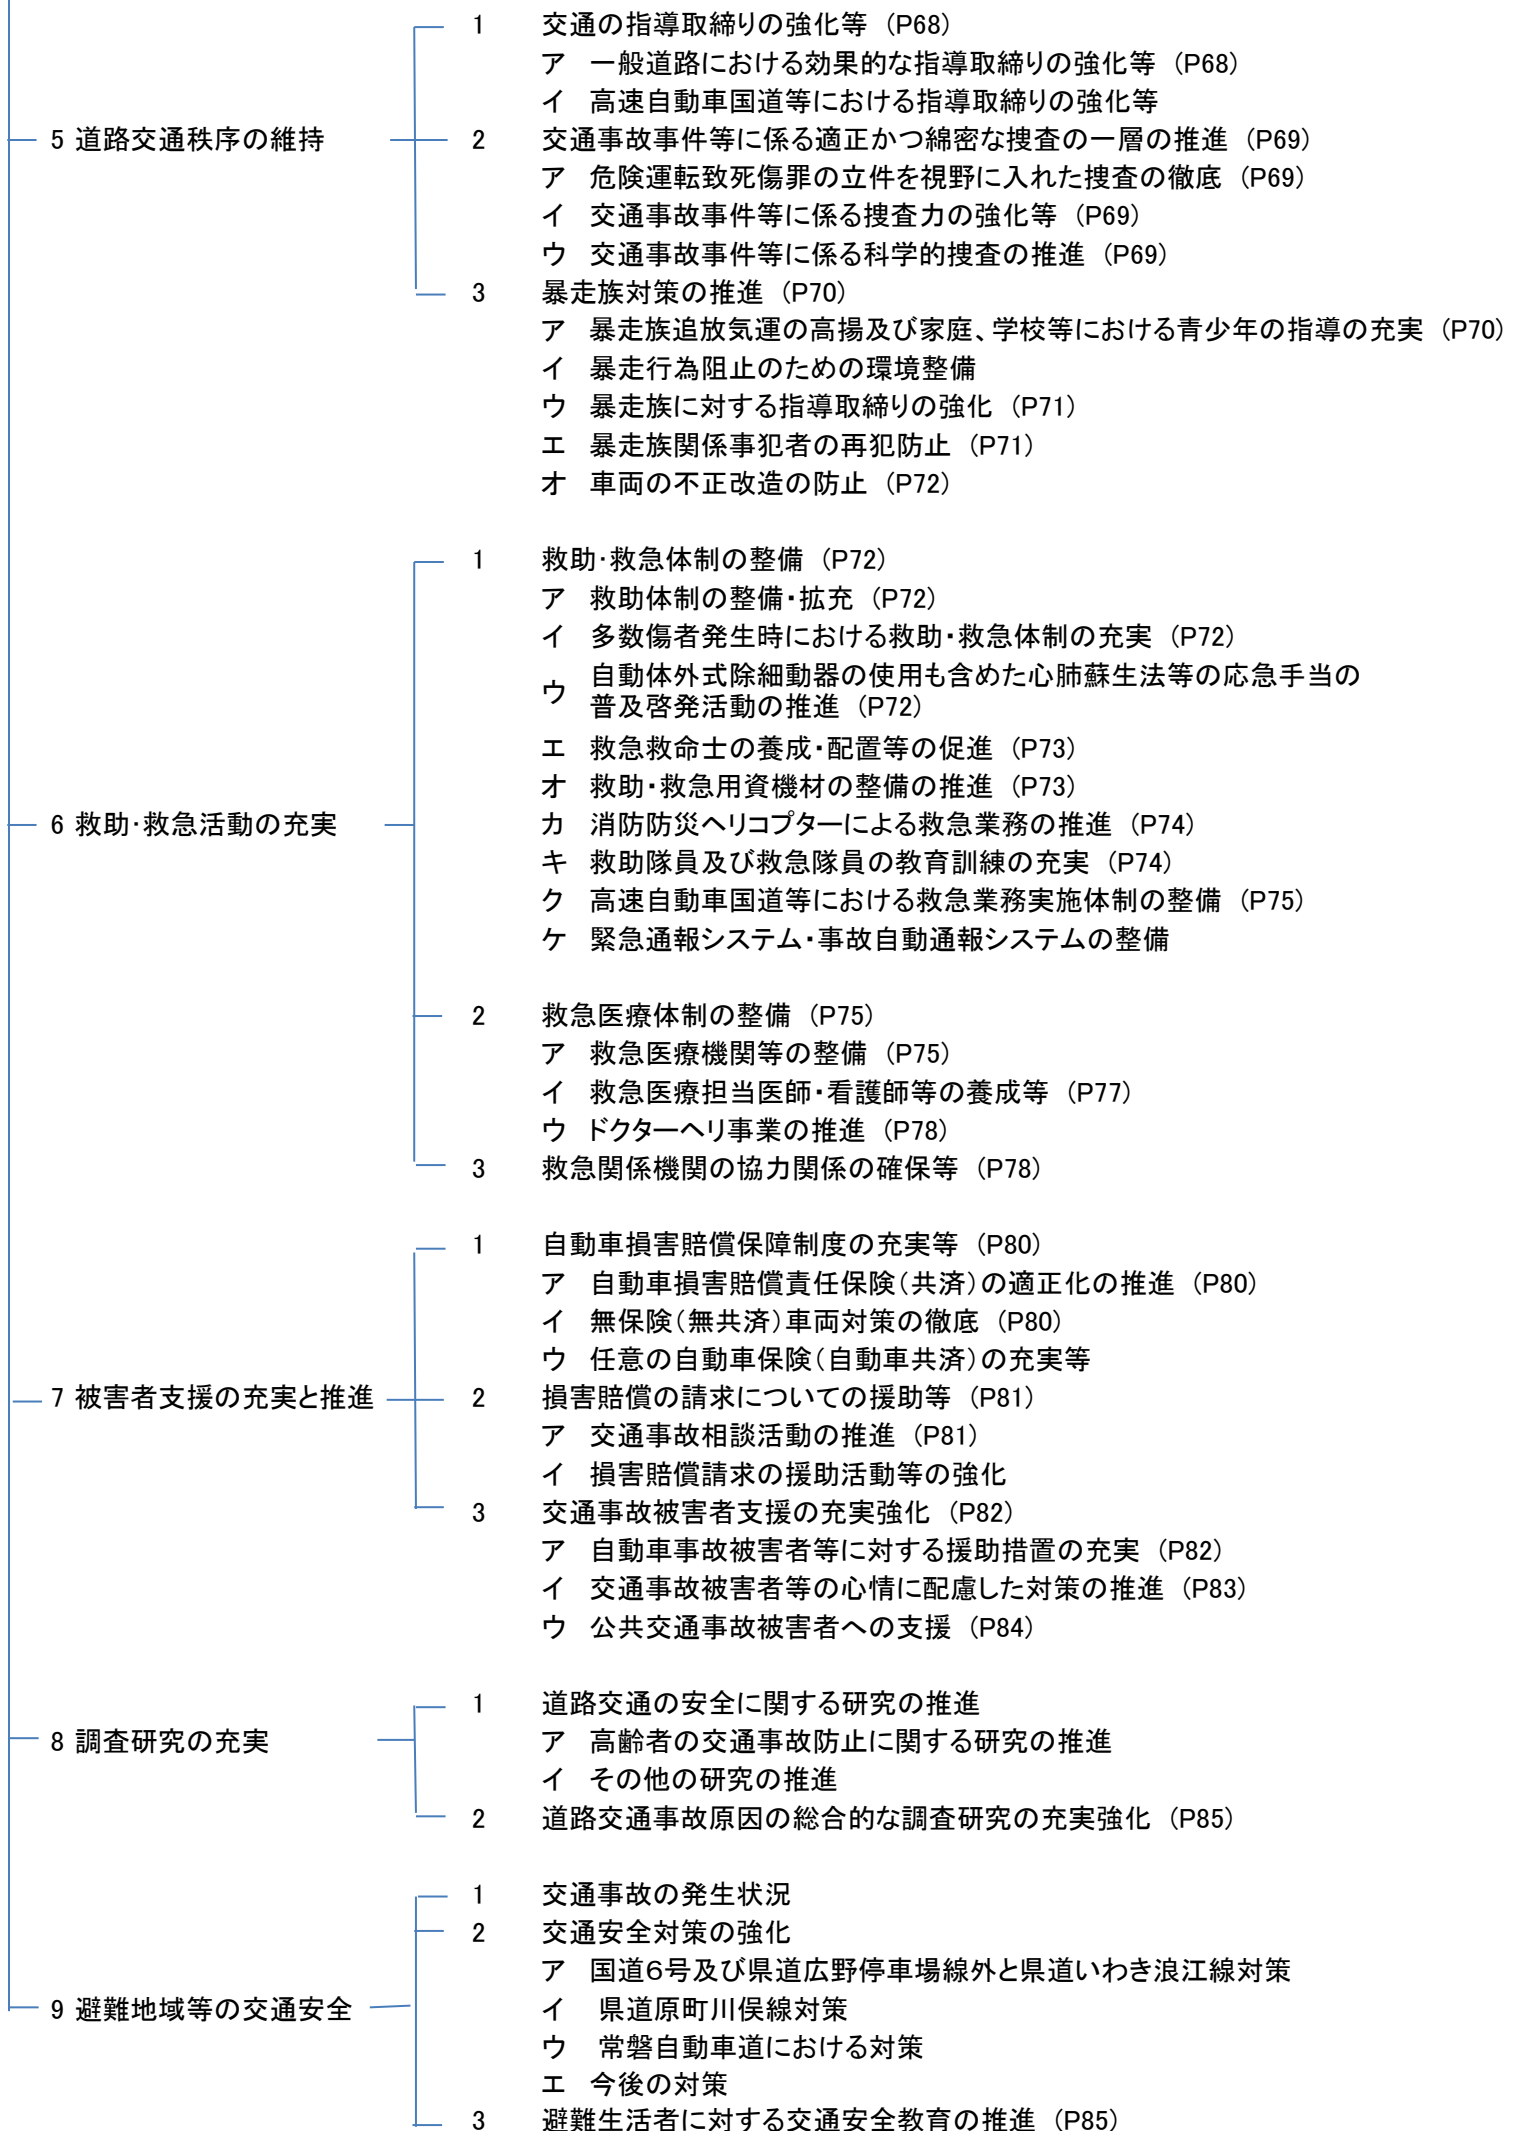 1 交通の指導取締りの強化等 (P68)
ア 一般道路における効果的な指導取締りの強化等 (P68)
イ 高速自動車国道等における指導取締りの強化等
5 道路交通秩序の維持
2 交通事故事件等に係る適正かつ綿密な捜査の一層の推進 (P69)
ア 危険運転致死傷罪の立件を視野に入れた捜査の徹底 (P69)
イ 交通事故事件等に係る捜査力の強化等 (P69)
ウ 交通事故事件等に係る科学的捜査の推進 (P69)
3 暴走族対策の推進 (P70)
ア 暴走族追放気運の高揚及び家庭、学校等における青少年の指導の充実 (P70)
イ 暴走行為阻止のための環境整備
ウ 暴走族に対する指導取締りの強化 (P71)
エ 暴走族関係事犯者の再犯防止 (P71)
オ 車両の不正改造の防止 (P72)
1 救助･救急体制の整備 (P72)
ア 救助体制の整備・拡充 (P72)
イ 多数傷者発生時における救助・救急体制の充実 (P72)
ウ 自動体外式除細動器の使用も含めた心肺蘇生法等の応急手当の
普及啓発活動の推進 (P72)
エ 救急救命士の養成・配置等の促進 (P73)
オ 救助・救急用資機材の整備の推進 (P73)
6 救助･救急活動の充実
カ 消防防災ヘリコプターによる救急業務の推進 (P74)
キ 救助隊員及び救急隊員の教育訓練の充実 (P74)
ク 高速自動車国道等における救急業務実施体制の整備 (P75)
ケ 緊急通報システム・事故自動通報システムの整備
2 救急医療体制の整備 (P75)
ア 救急医療機関等の整備 (P75)
イ 救急医療担当医師・看護師等の養成等 (P77)
ウ ドクターヘリ事業の推進 (P78)
3 救急関係機関の協力関係の確保等 (P78)
1 自動車損害賠償保障制度の充実等 (P80)
ア 自動車損害賠償責任保険(共済)の適正化の推進 (P80)
イ 無保険(無共済)車両対策の徹底 (P80)
ウ 任意の自動車保険(自動車共済)の充実等
7 被害者支援の充実と推進
2 損害賠償の請求についての援助等 (P81)
ア 交通事故相談活動の推進 (P81)
イ 損害賠償請求の援助活動等の強化
3 交通事故被害者支援の充実強化 (P82)
ア 自動車事故被害者等に対する援助措置の充実 (P82)
イ 交通事故被害者等の心情に配慮した対策の推進 (P83)
ウ 公共交通事故被害者への支援 (P84)
1 道路交通の安全に関する研究の推進
8 調査研究の充実
ア 高齢者の交通事故防止に関する研究の推進
イ その他の研究の推進
2 道路交通事故原因の総合的な調査研究の充実強化 (P85)
1 交通事故の発生状況
2 交通安全対策の強化
ア 国道6号及び県道広野停車場線外と県道いわき浪江線対策
9 避難地域等の交通安全
イ 県道原町川俣線対策
ウ 常磐自動車道における対策
エ 今後の対策
3 避難生活者に対する交通安全教育の推進 (P85)